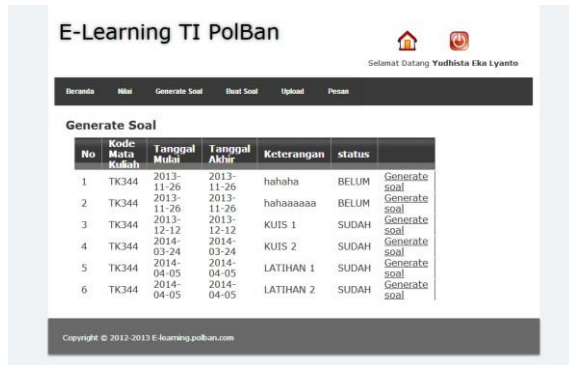 E-Learning TI PolBan
Selamat Datang Yudhista Eka Lyanto
Beranda Nilai Generate Soal Buat Soal Upload Pesan
Generate Soal
No Kode Mata Kuliah Tanggal Mulai Tanggal Akhir Keterangan status
1 TK344 2013-11-26 2013-11-26 hahaha BELUM Generate soal
2 TK344 2013-11-26 2013-11-26 hahaaaaaa BELUM Generate soal
3 TK344 2013-12-12 2013-12-12 KUIS 1 SUDAH Generate soal
4 TK344 2014-03-24 2014-03-24 KUIS 2 SUDAH Generate soal
5 TK344 2014-04-05 2014-04-05 LATIHAN 1 SUDAH Generate soal
6 TK344 2014-04-05 2014-04-05 LATIHAN 2 SUDAH Generate soal
Copyright © 2012-2013 E-learning.polban.com